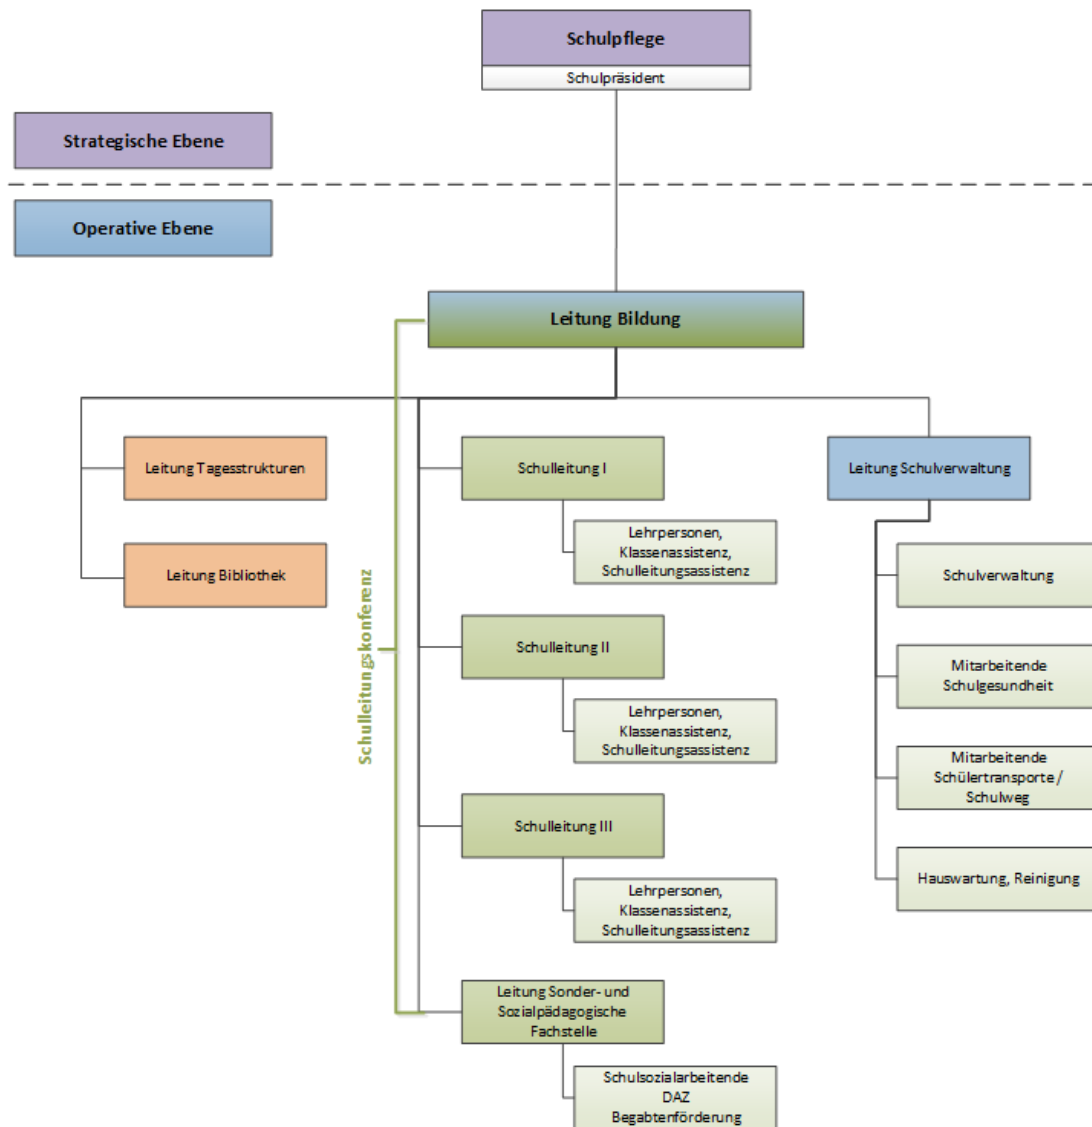 Schulpflege
Schulpräsident
Strategische Ebene
Operative Ebene
Leitung Bildung
Leitung Tagesstrukturen
Leitung Bibliothek
Schulleitungskonferenz
Schulleitung I
Lehrpersonen,
Klassenassistenz,
Schulleitungsassistenz
Schulleitung II
Lehrpersonen,
Klassenassistenz,
Schulleitungsassistenz
Schulleitung III
Lehrpersonen,
Klassenassistenz,
Schulleitungsassistenz
Leitung Sonder- und
Sozialpädagogische
Fachstelle
Schulsozialarbeitende
DAZ
Begabtenförderung
Leitung Schulverwaltung
Schulverwaltung
Mitarbeitende
Schulgesundheit
Mitarbeitende
Schülertransporte /
Schulweg
Hauswartung, Reinigung